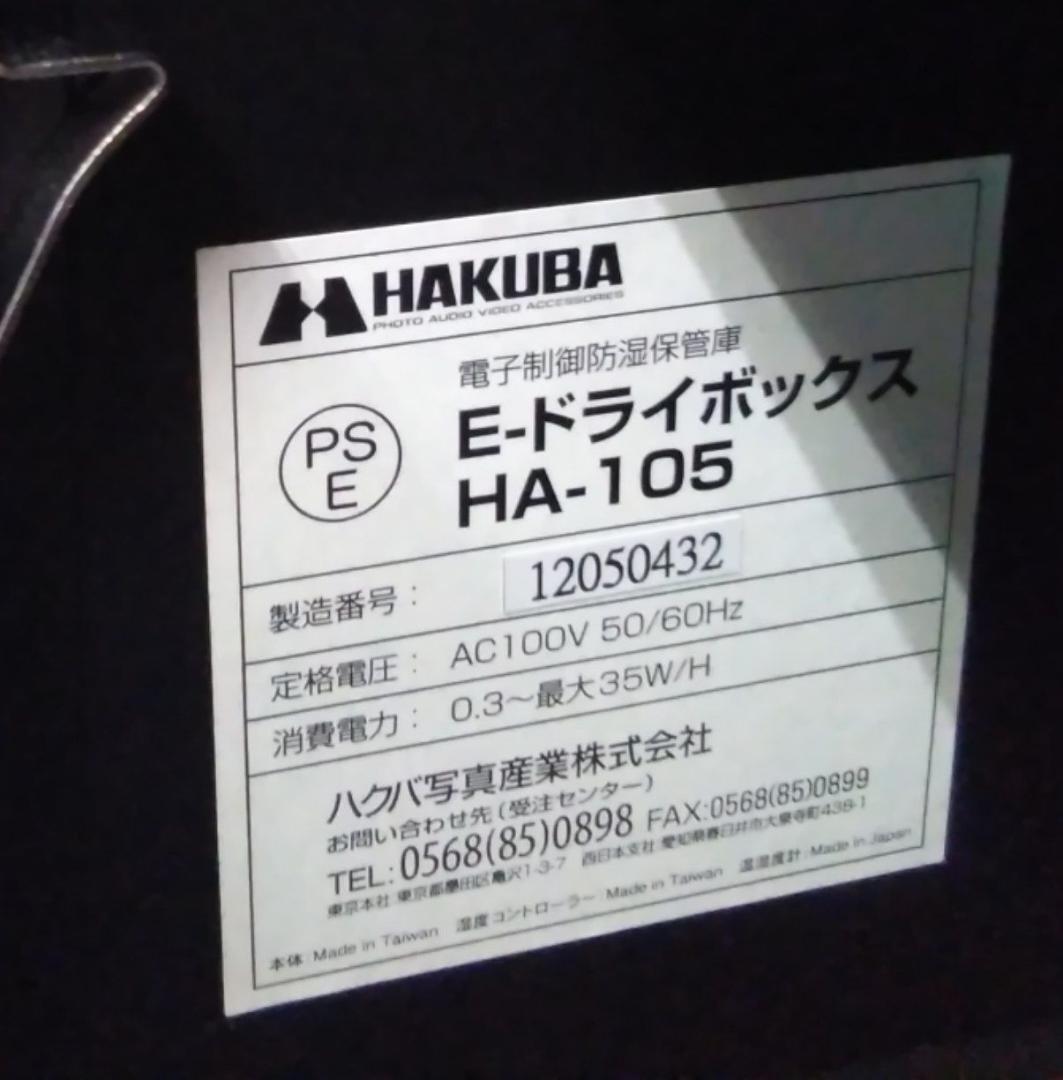 HAKUBA
PHOTO AUDIO VIDEO ACCESSORIES
電子制御防湿保管庫
E-ドライボックス
HA-105
PS
E
製造番号： 12050432
定格電圧： AC100V 50/60Hz
消費電力： 0.3～最大35W/H
ハクバ写真産業株式会社
お問い合わせ先(受注センター)
TEL:0568(85)0898 FAX:0568(85)0899
東京本社 東京都墨田区亀沢1-3-7 西日本支社 愛知県春日井市大泉寺町438-1
本体：Made in Taiwan 湿度コントローラー：Made in Taiwan 温湿度計：Made in Japan